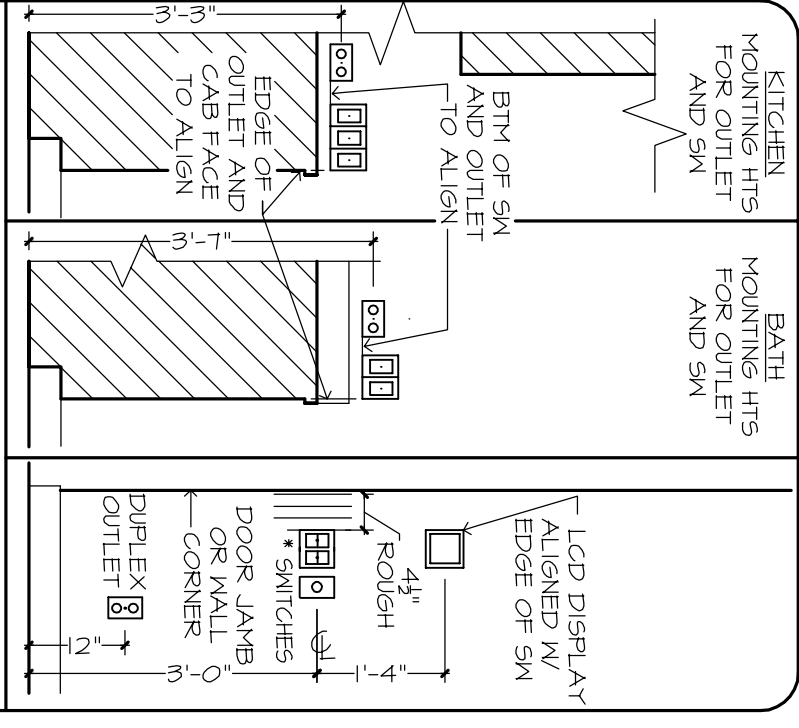 KITCHEN
MOUNTING HTS
FOR OUTLET
AND SW
3'-3"
EDGE OF
OUTLET AND
CAB FACE
TO ALIGN
BTM OF SW
AND OUTLET
TO ALIGN
BATH
MOUNTING HTS
FOR OUTLET
AND SW
3'-7"
LCD DISPLAY
ALIGNED W/
EDGE OF SW
4½"
ROUGH
* SWITCHES
DOOR JAMB
OR WALL
CORNER
DUPLEX
OUTLET
12"
3'-0"
CL
1'-4"